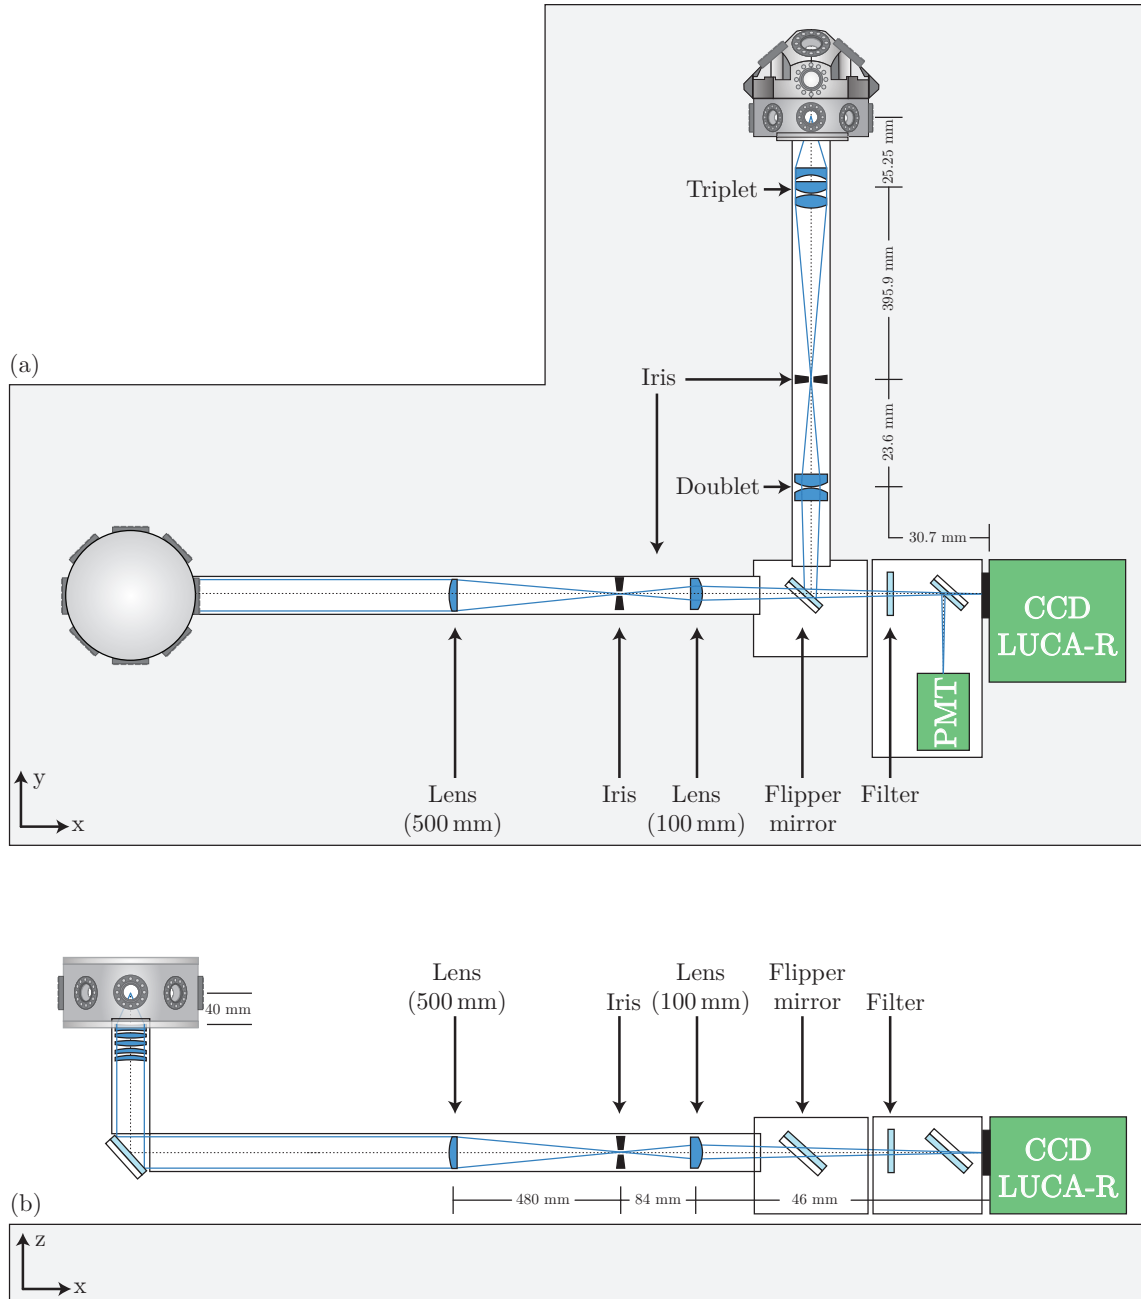 25.25 mm
Triplet
395.9 mm
(a)
Iris
23.6 mm
Doublet
30.7 mm
CCD
LUCA-R
PMT
y
x
Lens
(500 mm)
Iris
Lens
(100 mm)
Flipper
mirror
Filter
Lens
(500 mm)
Iris
Lens
(100 mm)
Flipper
mirror
Filter
40 mm
CCD
LUCA-R
480 mm
84 mm
46 mm
(b)
z
x